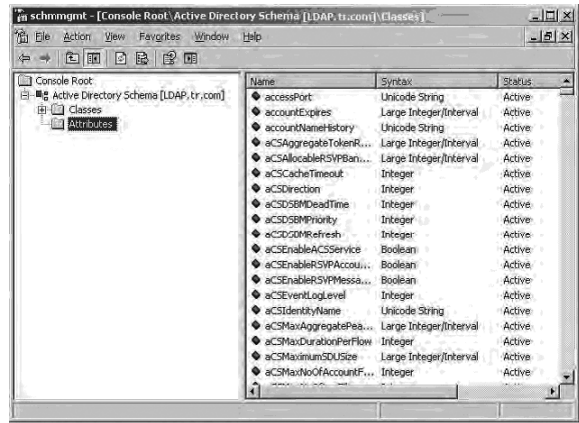 schmmgmt - [Console Root\Active Directory Schema [LDAP.tr.com]\Classes]
File Action View Favorites Window Help
Console Root
Active Directory Schema [LDAP.tr.com]
Classes
Attributes
Name Syntax Status
accessPort Unicode String Active
accountExpires Large Integer/Interval Active
accountNameHistory Unicode String Active
aCSAggregateTokenR... Large Integer/Interval Active
aCSAllocableRSVPBan... Large Integer/Interval Active
aCSCacheTimeout Integer Active
aCSDirection Integer Active
aCSDSBMDeadTime Integer Active
aCSDSBMPriority Integer Active
aCSDSBMRefresh Integer Active
aCSEnableACSService Boolean Active
aCSEnableRSVPAccou... Boolean Active
aCSEnableRSVPMessa... Boolean Active
aCSEventLogLevel Integer Active
aCSIdentityName Unicode String Active
aCSMaxAggregatePea... Large Integer/Interval Active
aCSMaxDurationPerFlow Integer Active
aCSMaximumSDUSize Large Integer/Interval Active
aCSMaxNoOfAccountF... Integer Active